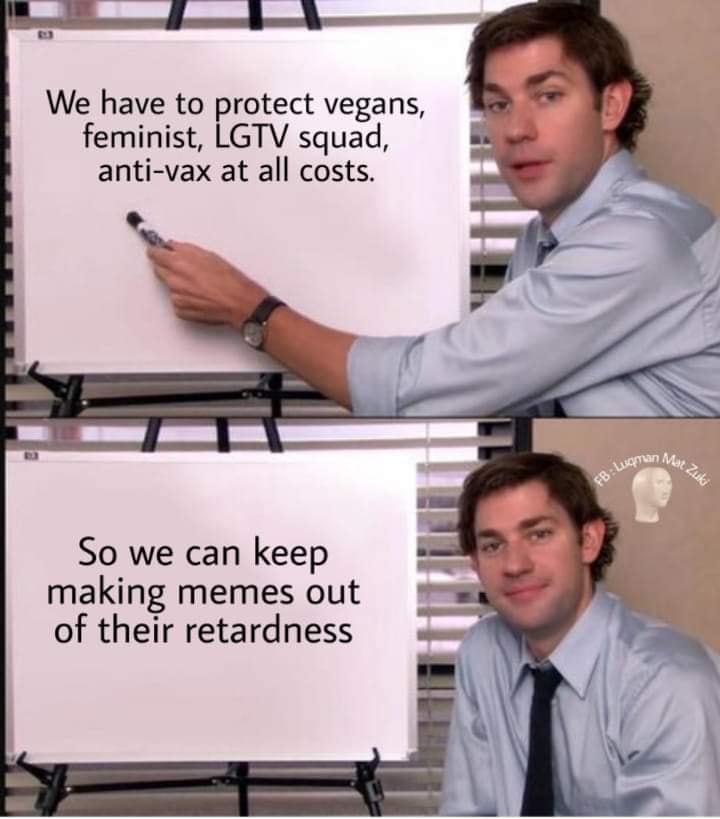 We have to protect vegans,
feminist, LGTV squad,
anti-vax at all costs.
FB : Luqman Mat Zuki
So we can keep
making memes out
of their retardness